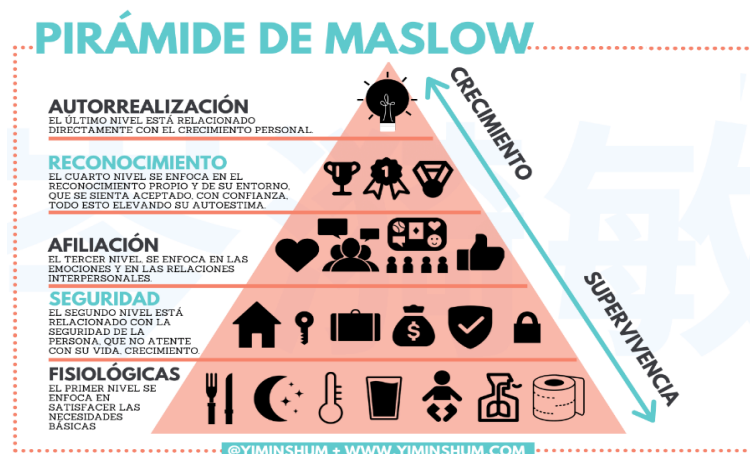 PIRÁMIDE DE MASLOW
AUTORREALIZACIÓN
EL ÚLTIMO NIVEL ESTÁ RELACIONADO
DIRECTAMENTE CON EL CRECIMIENTO PERSONAL.
RECONOCIMIENTO
EL CUARTO NIVEL SE ENFOCA EN EL
RECONOCIMIENTO PROPIO Y DE SU ENTORNO,
QUE SE SIENTA ACEPTADO, CON CONFIANZA,
TODO ESTO ELEVANDO SU AUTOESTIMA.
AFILIACIÓN
EL TERCER NIVEL, SE ENFOCA EN LAS
EMOCIONES Y EN LAS RELACIONES
INTERPERSONALES.
SEGURIDAD
EL SEGUNDO NIVEL ESTÁ
RELACIONADO CON LA
SEGURIDAD DE LA
PERSONA, QUE NO ATENTE
CON SU VIDA, CRECIMIENTO.
FISIOLÓGICAS
EL PRIMER NIVEL SE
ENFOCA EN
SATISFACER LAS
NECESIDADES
BÁSICAS
CRECIMIENTO
SUPERVIVENCIA
1
$
@YIMINSHUM + WWW.YIMINSHUM.COM
敏